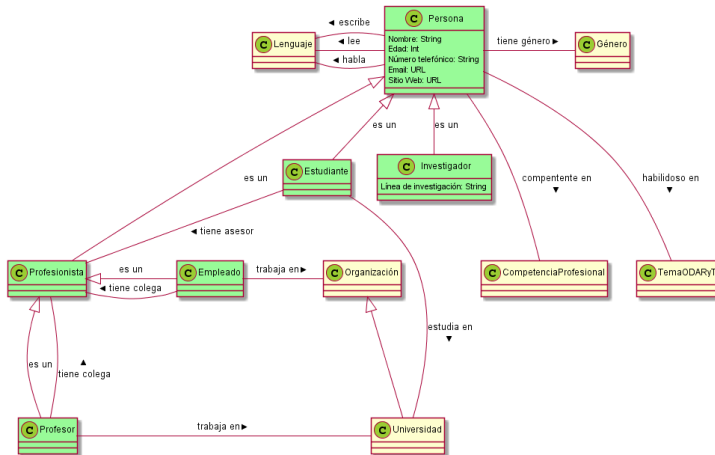 ◄ escribe
C Persona
C Lenguaje
◄ lee
Nombre: String
Edad: Int
Número telefónico: String
Email: URL
Sitio Web: URL
tiene género►
C Género
◄ habla
es un
es un
C Investigador
Línea de investigación: String
es un
C Estudiante
compentente en
▼
habilidoso en
▼
◄ tiene asesor
C Profesionista
es un
C Empleado
trabaja en►
C Organización
C CompetenciaProfesional
C TemaODARyT
◄ tiene colega
estudia en
▼
es un
▲
tiene colega
C Profesor
trabaja en►
C Universidad